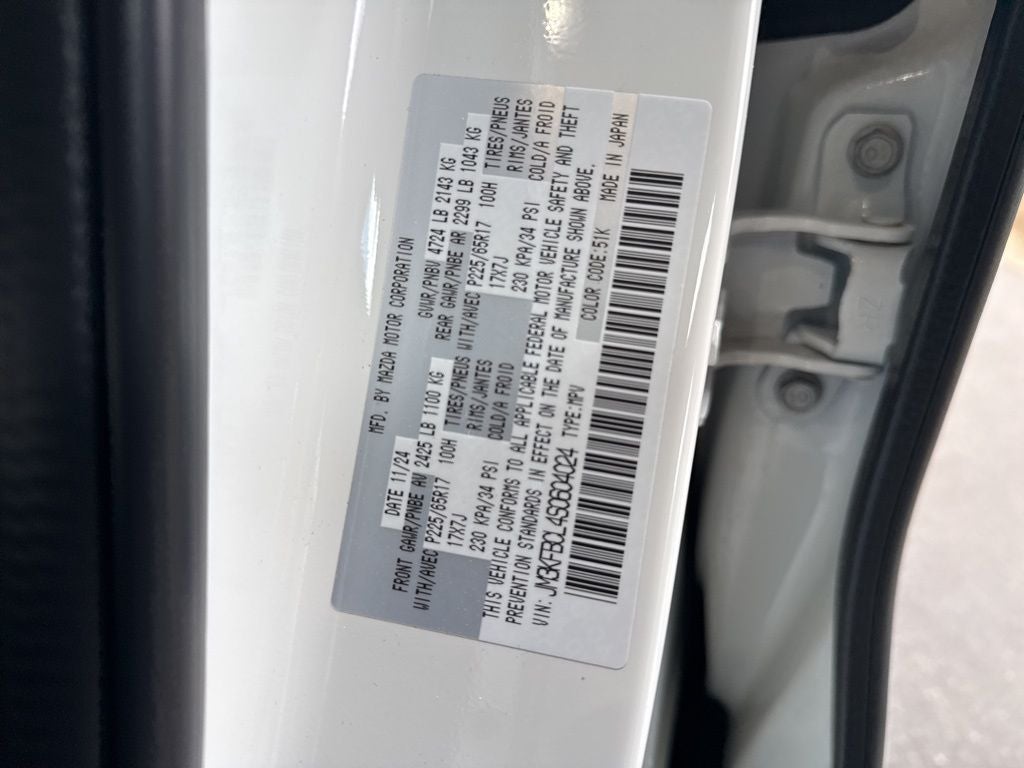 MFD. BY MAZDA MOTOR CORPORATION
DATE 11/24 GVWR/PNBV 4724 LB 2143 KG
FRONT GAWR/PNBE AV 2425 LB 1100 KG REAR GAWR/PNBE AR 2299 LB 1043 KG
WITH/AVEC P225/65R17 100H TIRES/PNEUS WITH/AVEC P225/65R17 100H TIRES/PNEUS
17X7J RIMS/JANTES 17X7J RIMS/JANTES
230 KPA/34 PSI COLD/A FROID 230 KPA/34 PSI COLD/A FROID
THIS VEHICLE CONFORMS TO ALL APPLICABLE FEDERAL MOTOR VEHICLE SAFETY AND THEFT
PREVENTION STANDARDS IN EFFECT ON THE DATE OF MANUFACTURE SHOWN ABOVE.
VIN: JM3KFBCL4S0604024 TYPE:MPV COLOR CODE:51K MADE IN JAPAN